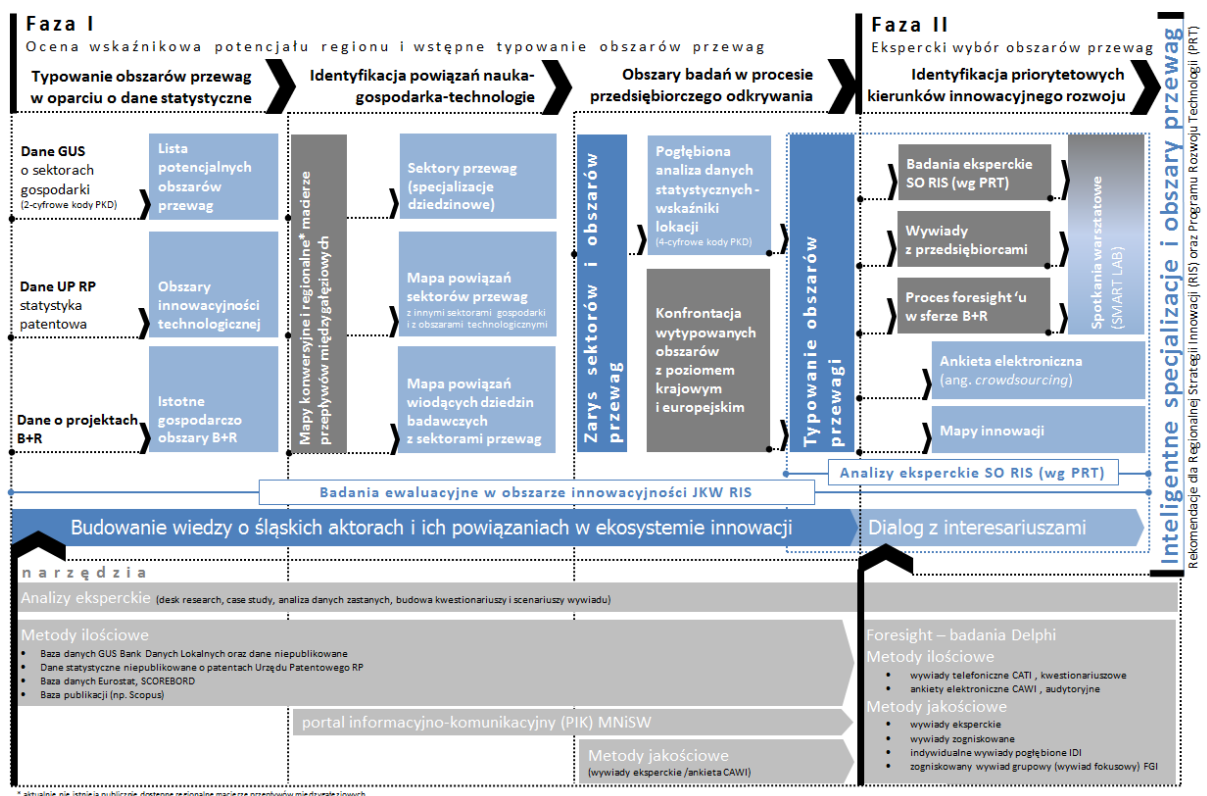 Faza I
Ocena wskaźnikowa potencjału regionu i wstępne typowanie obszarów przewag
Faza II
Ekspercki wybór obszarów przewag
Typowanie obszarów przewag
w oparciu o dane statystyczne
Identyfikacja powiązań nauka-
gospodarka-technologie
Obszary badań w procesie
przedsiębiorczego odkrywania
Identyfikacja priorytetowych
kierunków innowacyjnego rozwoju
Dane GUS
o sektorach
gospodarki
(2-cyfrowe kody PKD)
Lista
potencjalnych
obszarów
przewag
Dane UP RP
statystyka
patentowa
Obszary
innowacyjności
technologicznej
Dane o projektach
B+R
Istotne
gospodarczo
obszary B+R
Mapy konwersyjne i regionalne* macierze
przepływów międzygałęziowych
Sektory przewag
(specjalizacje
dziedzinowe)
Mapa powiązań
sektorów przewag
z innymi sektorami gospodarki
i z obszarami technologicznymi
Mapa powiązań
wiodących dziedzin
badawczych
z sektorami przewag
Zarys sektorów i obszarów
przewag
Pogłębiona
analiza danych
statystycznych -
wskaźniki
lokacji
(4-cyfrowe kody PKD)
Konfrontacja
wytypowanych
obszarów
z poziomem
krajowym
i europejskim
Typowanie obszarów
przewagi
Badania eksperckie
SO RIS (wg PRT)
Wywiady
z przedsiębiorcami
Proces foresight'u
w sferze B+R
Spotkania warsztatowe
(SMART LAB)
Ankieta elektroniczna
(ang. crowdsourcing)
Mapy innowacji
Analizy eksperckie SO RIS (wg PRT)
Badania ewaluacyjne w obszarze innowacyjności JKW RIS
Budowanie wiedzy o śląskich aktorach i ich powiązaniach w ekosystemie innowacji
Dialog z interesariuszami
Inteligentne specjalizacje i obszary przewag
Rekomendacje dla Regionalnej Strategii Innowacji (RIS) oraz Programu Rozwoju Technologii (PRT)
narzędzia
Analizy eksperckie (desk research, case study, analiza danych zastanych, budowa kwestionariuszy i scenariuszy wywiadu)
Metody ilościowe
• Baza danych GUS Bank Danych Lokalnych oraz dane niepublikowane
• Dane statystyczne niepublikowane o patentach Urzędu Patentowego RP
• Baza danych Eurostat, SCOREBORD
• Baza publikacji (np. Scopus)
portal informacyjno-komunikacyjny (PIK) MNiSW
Metody jakościowe
(wywiady eksperckie /ankieta CAWI)
Foresight – badania Delphi
Metody ilościowe
• wywiady telefoniczne CATI , kwestionariuszowe
• ankiety elektroniczne CAWI , audytoryjne
Metody jakościowe
• wywiady eksperckie
• wywiady zogniskowane
• indywidualne wywiady pogłębione IDI
• zogniskowany wywiad grupowy (wywiad fokusowy) FGI
* aktualnie nie istnieją publicznie dostępne regionalne macierze przepływów międzygałęziowych